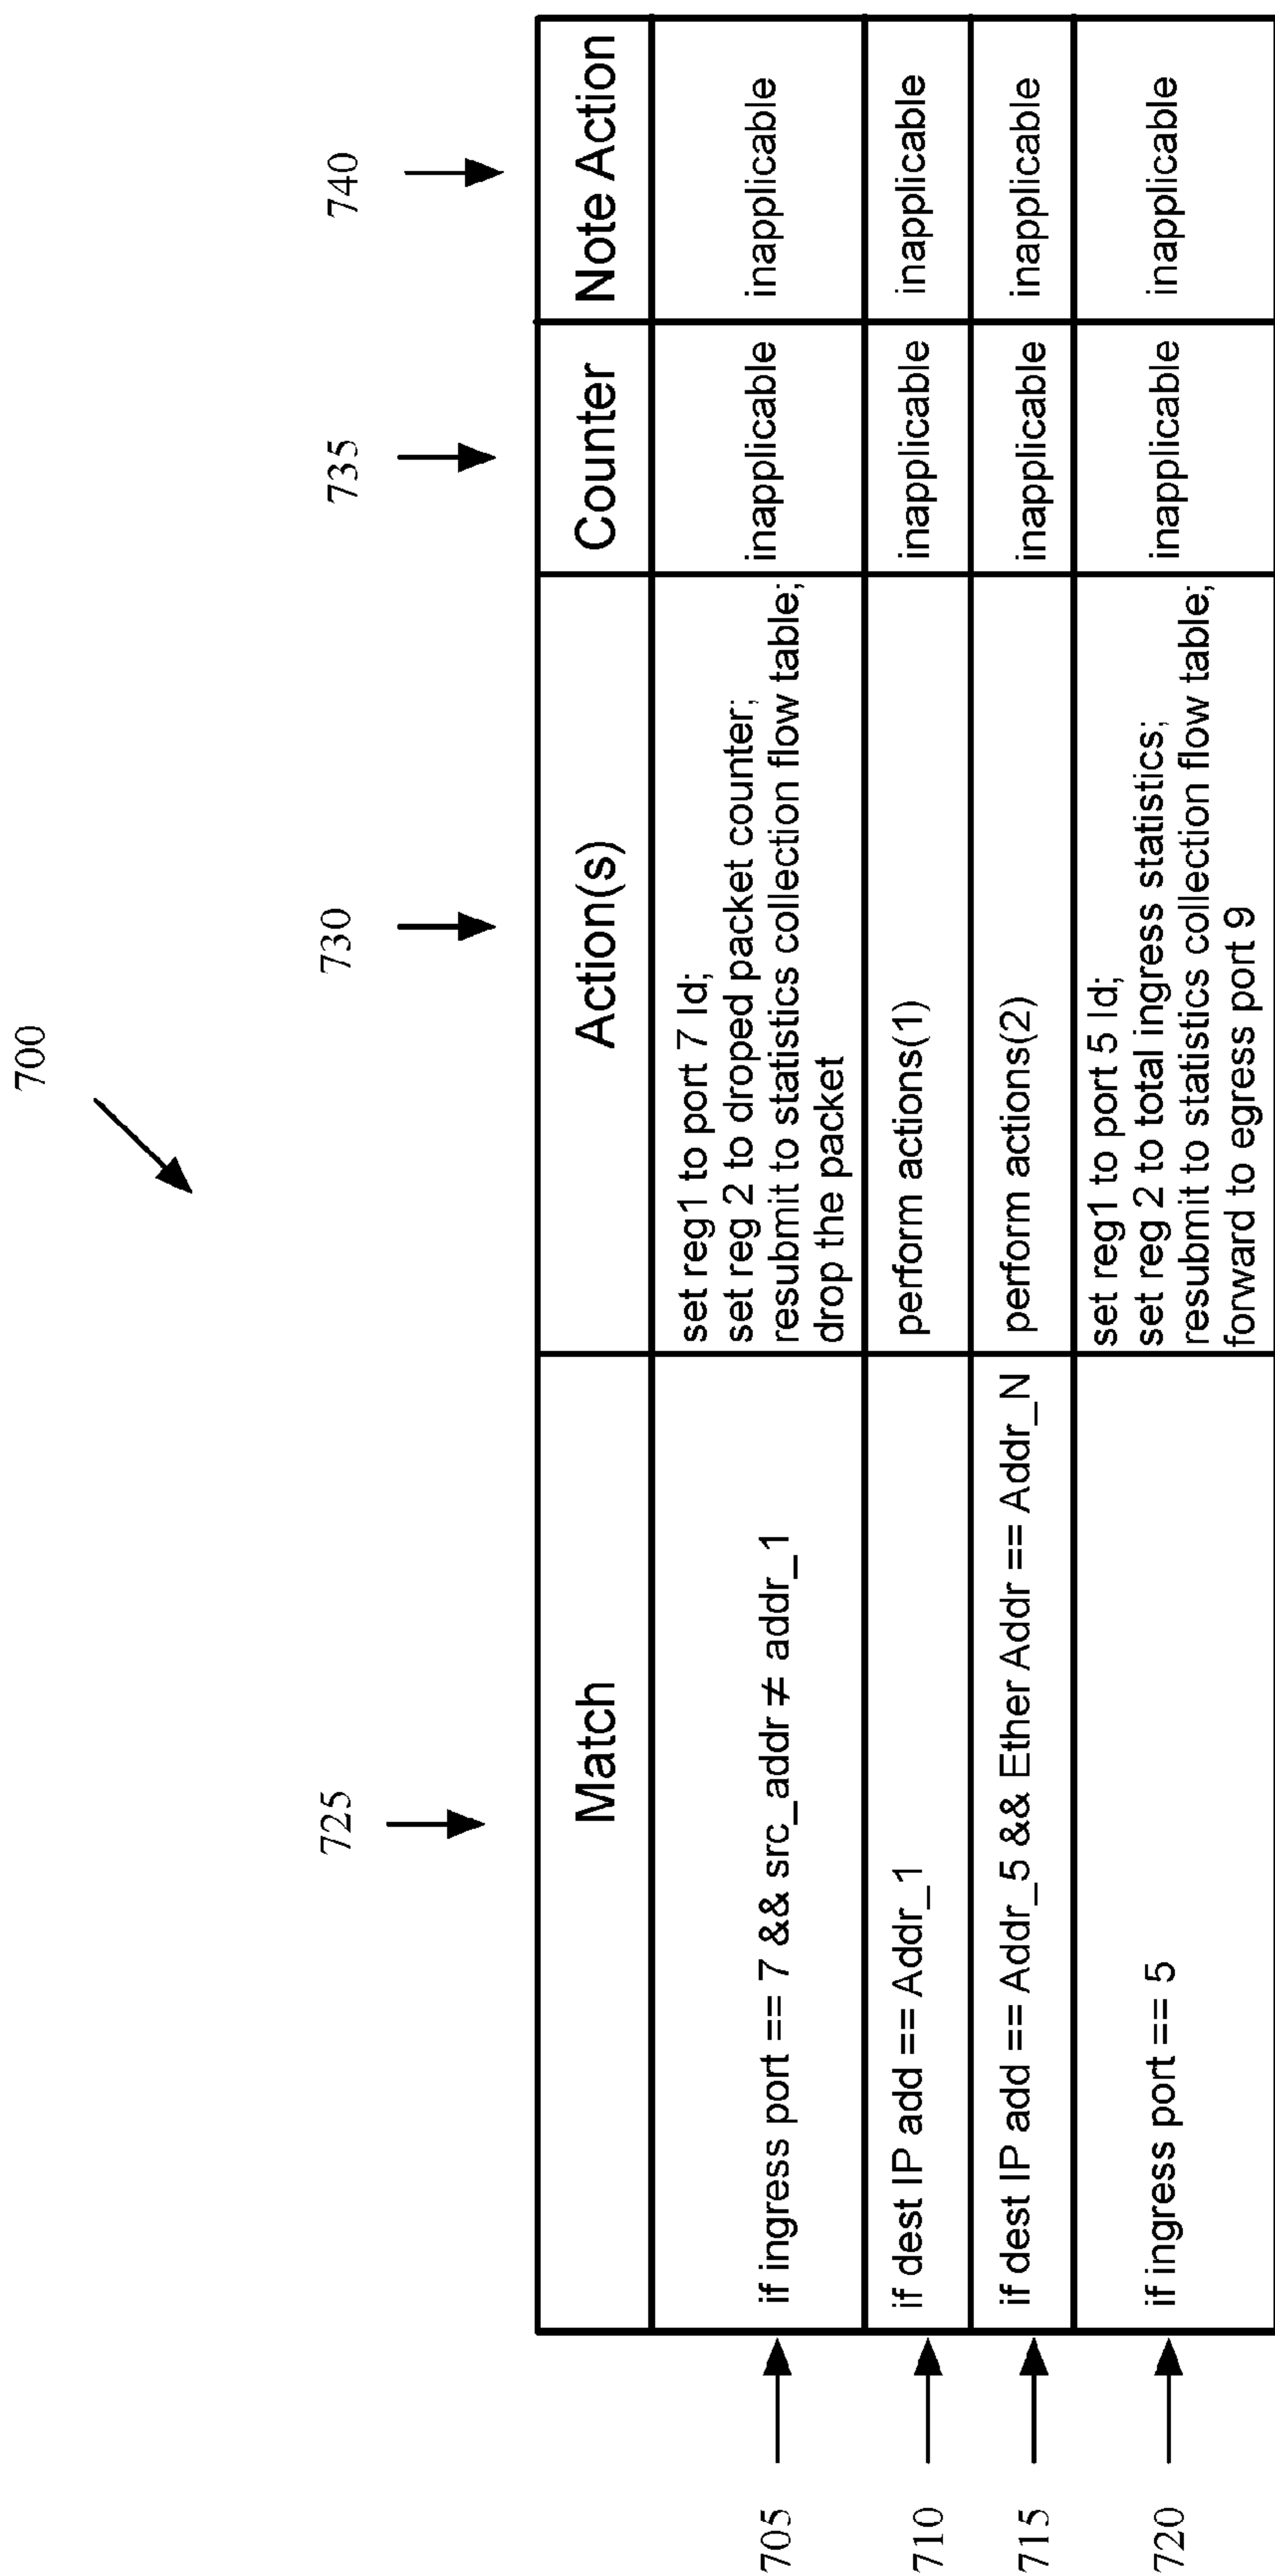 700
725
730
735
740
Match
Action(s)
Counter
Note Action
705
if ingress port == 7 && src_addr ≠ addr_1
set reg1 to port 7 Id;
set reg 2 to droped packet counter;
resubmit to statistics collection flow table;
drop the packet
inapplicable
inapplicable
710
if dest IP add == Addr_1
perform actions(1)
inapplicable
inapplicable
715
if dest IP add == Addr_5 && Ether Addr == Addr_N
perform actions(2)
inapplicable
inapplicable
720
if ingress port == 5
set reg1 to port 5 Id;
set reg 2 to total ingress statistics;
resubmit to statistics collection flow table;
forward to egress port 9
inapplicable
inapplicable